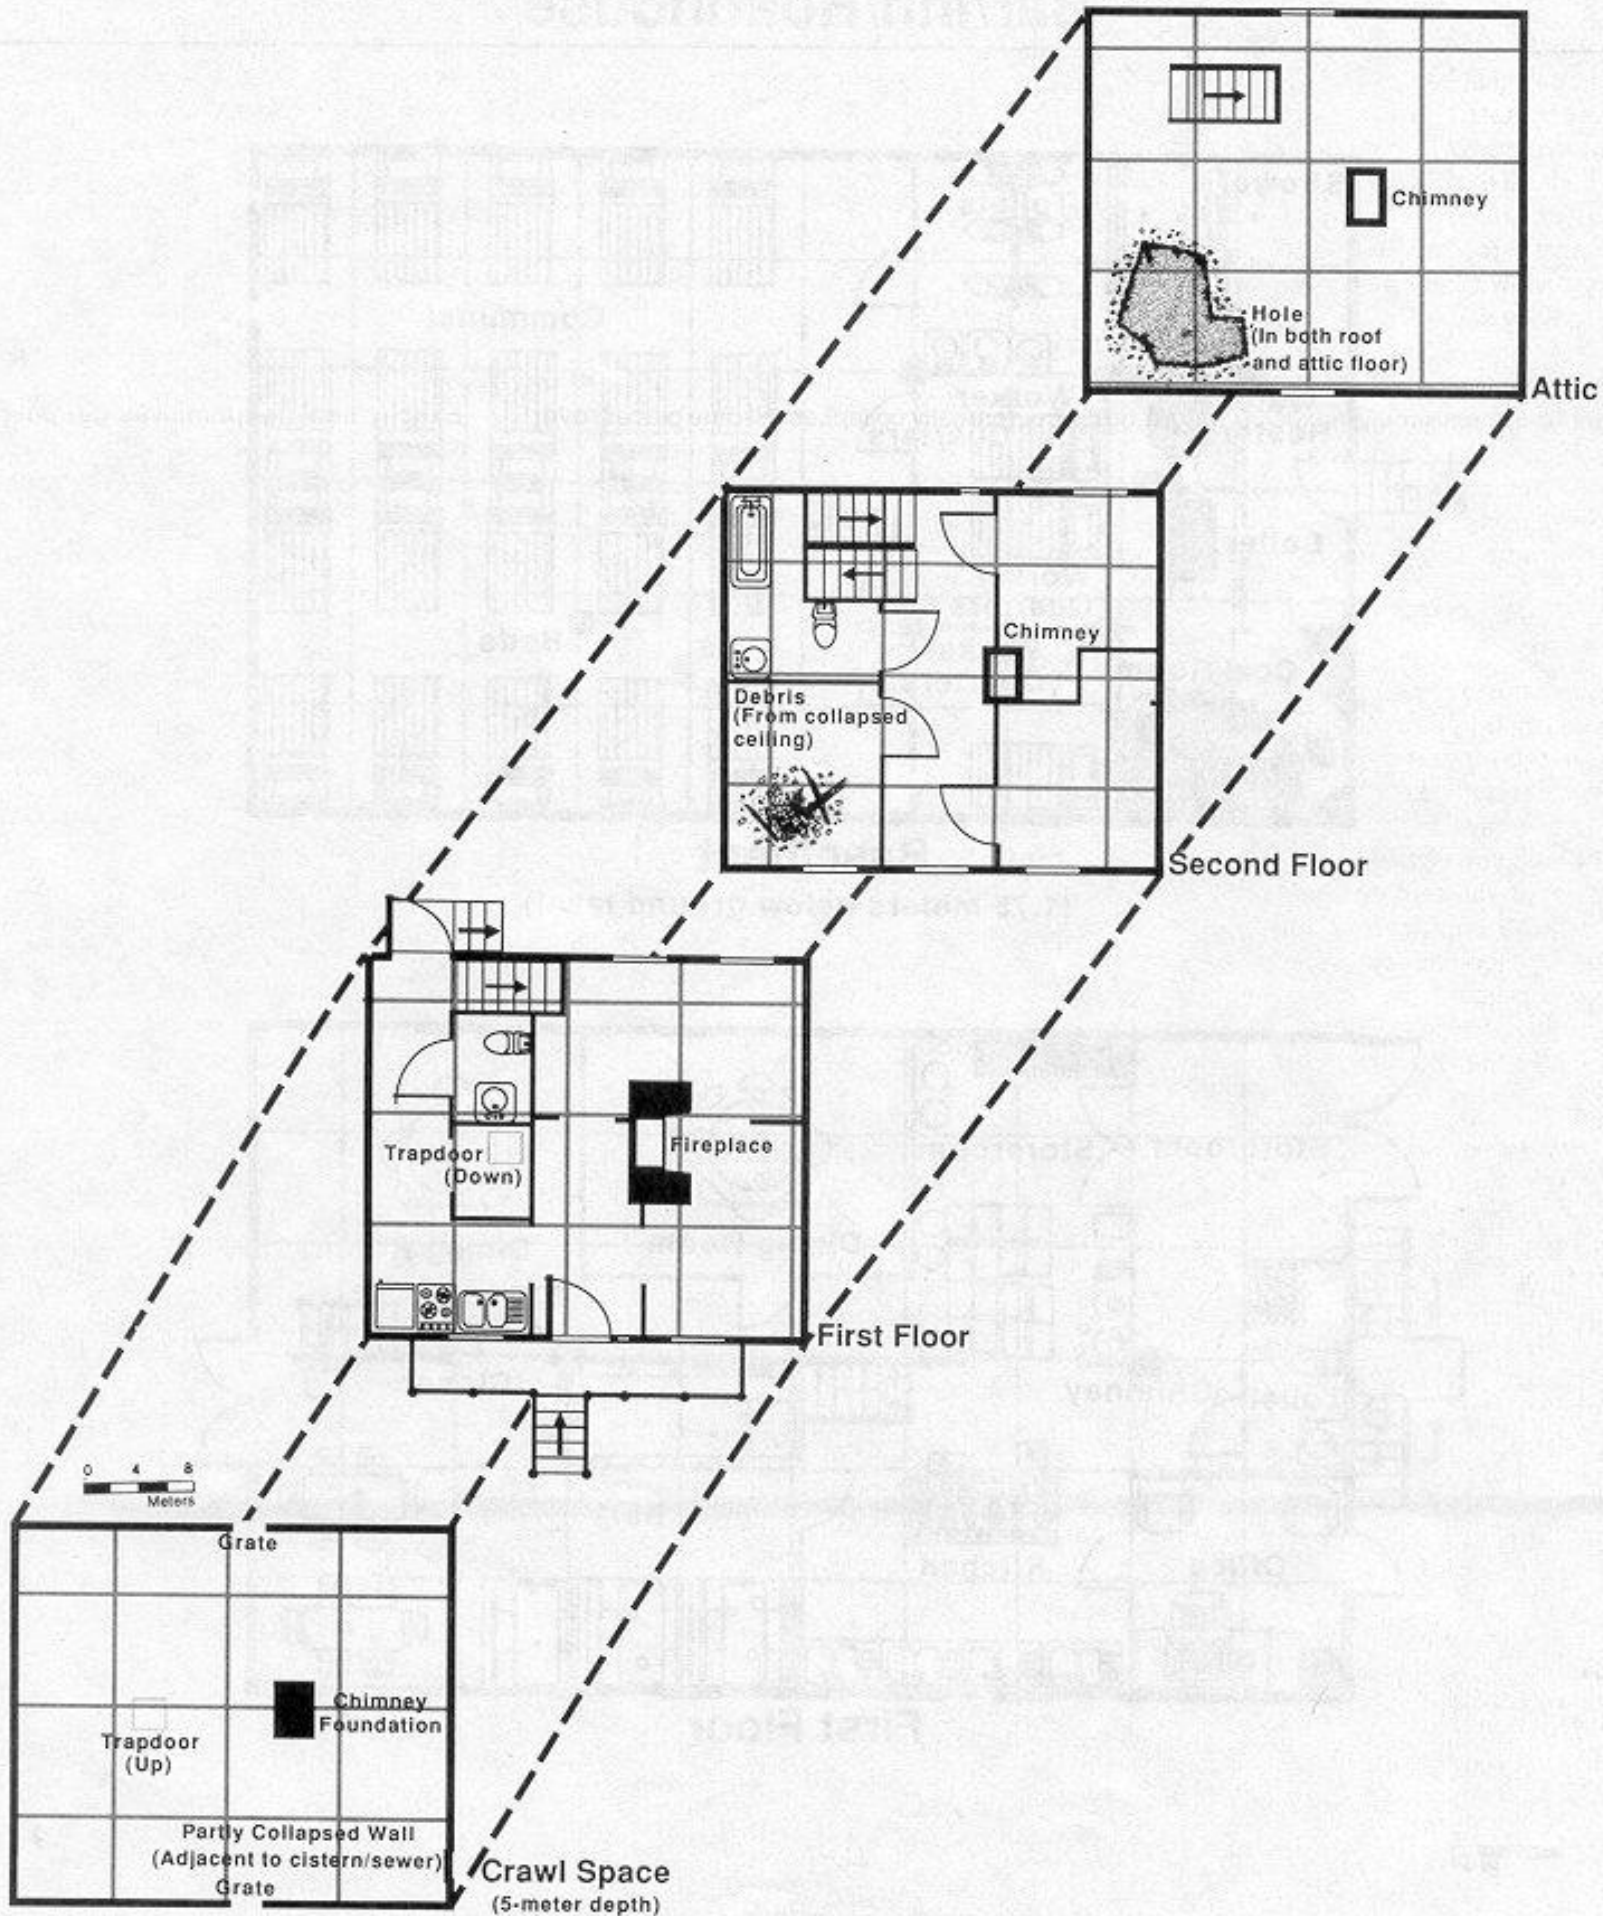 Chimney
Hole
(In both roof
and attic floor)
Attic
Chimney
Debris
(From collapsed
ceiling)
Second Floor
Fireplace
Trapdoor
(Down)
First Floor
0 4 8
Meters
Grate
Chimney
Foundation
Trapdoor
(Up)
Partly Collapsed Wall
(Adjacent to cistern/sewer)
Grate
Crawl Space
(5-meter depth)